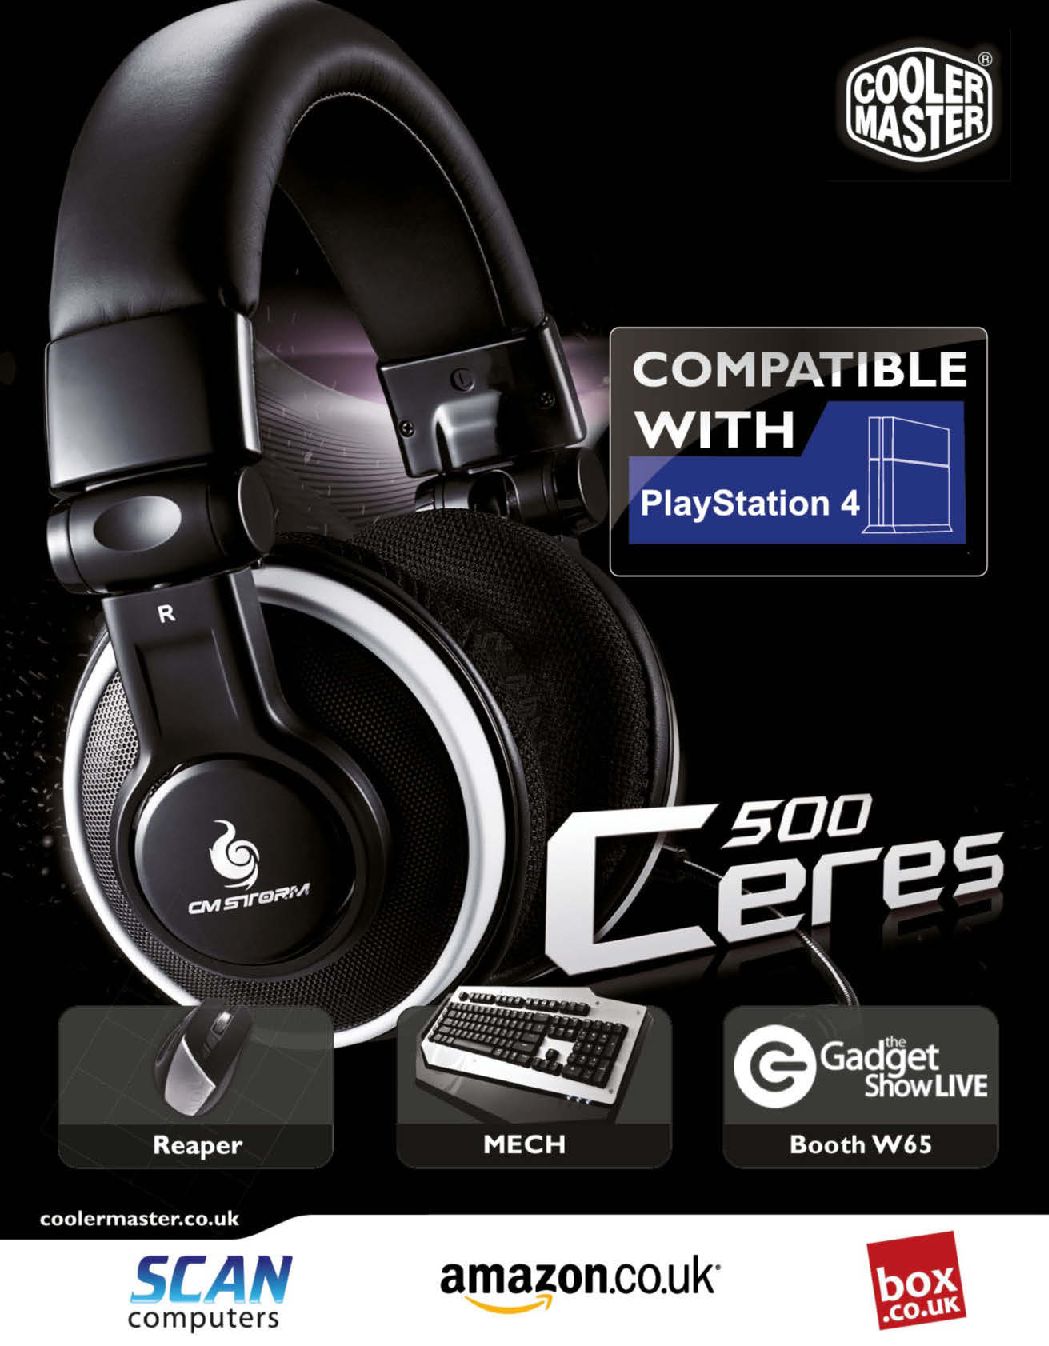 COOLER
MASTER®
COMPATIBLE
WITH
PlayStation 4
R
CM STORM
500
Ceres
the
Gadget
Show LIVE
Reaper
MECH
Booth W65
coolermaster.co.uk
SCAN
computers
amazon.co.uk
box
.co.uk